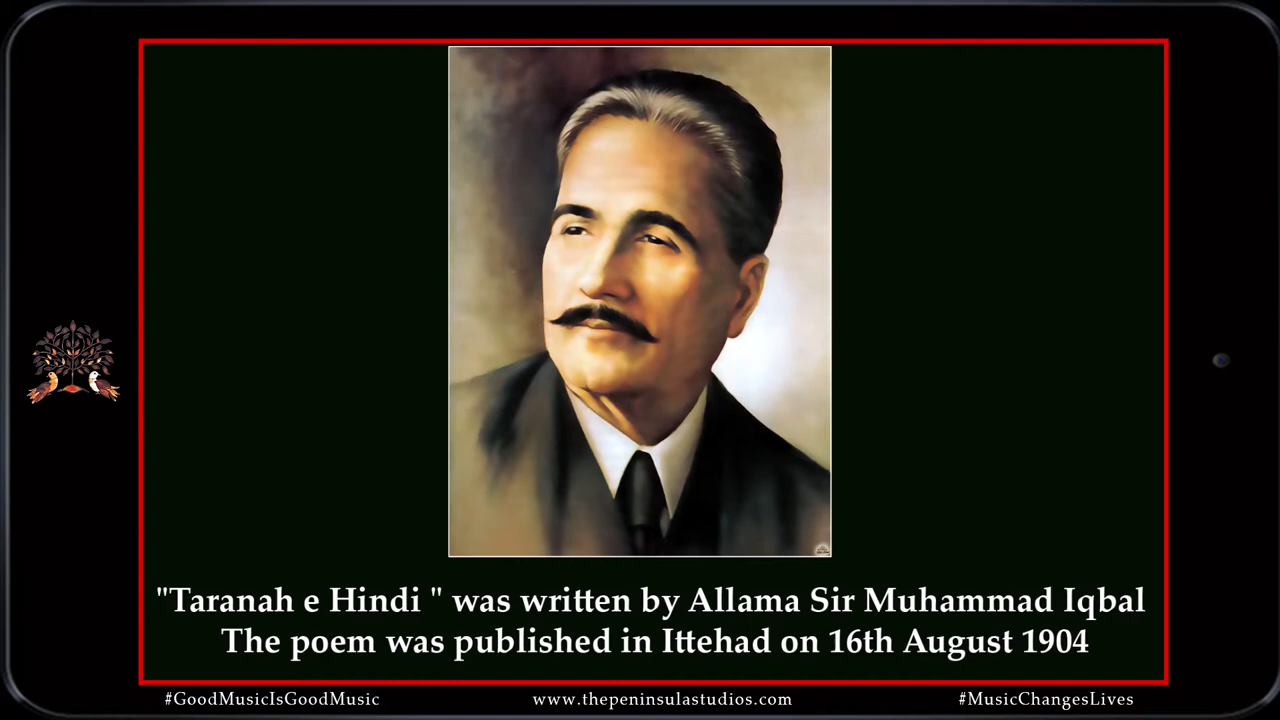 "Taranah e Hindi " was written by Allama Sir Muhammad Iqbal
The poem was published in Ittehad on 16th August 1904
#GoodMusicIsGoodMusic www.thepeninsulastudios.com #MusicChangesLives